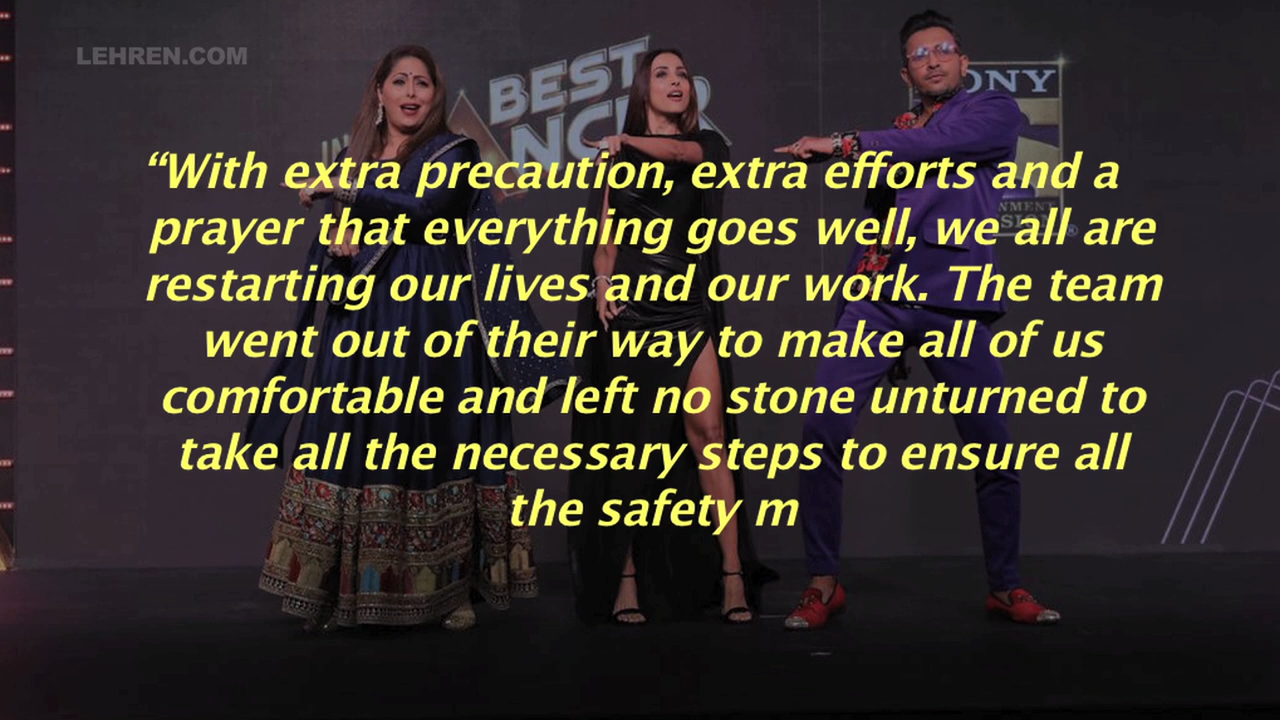 LEHREN.COM
BEST
“With extra precaution, extra efforts and a
prayer that everything goes well, we all are
restarting our lives and our work. The team
went out of their way to make all of us
comfortable and left no stone unturned to
take all the necessary steps to ensure all
the safety m